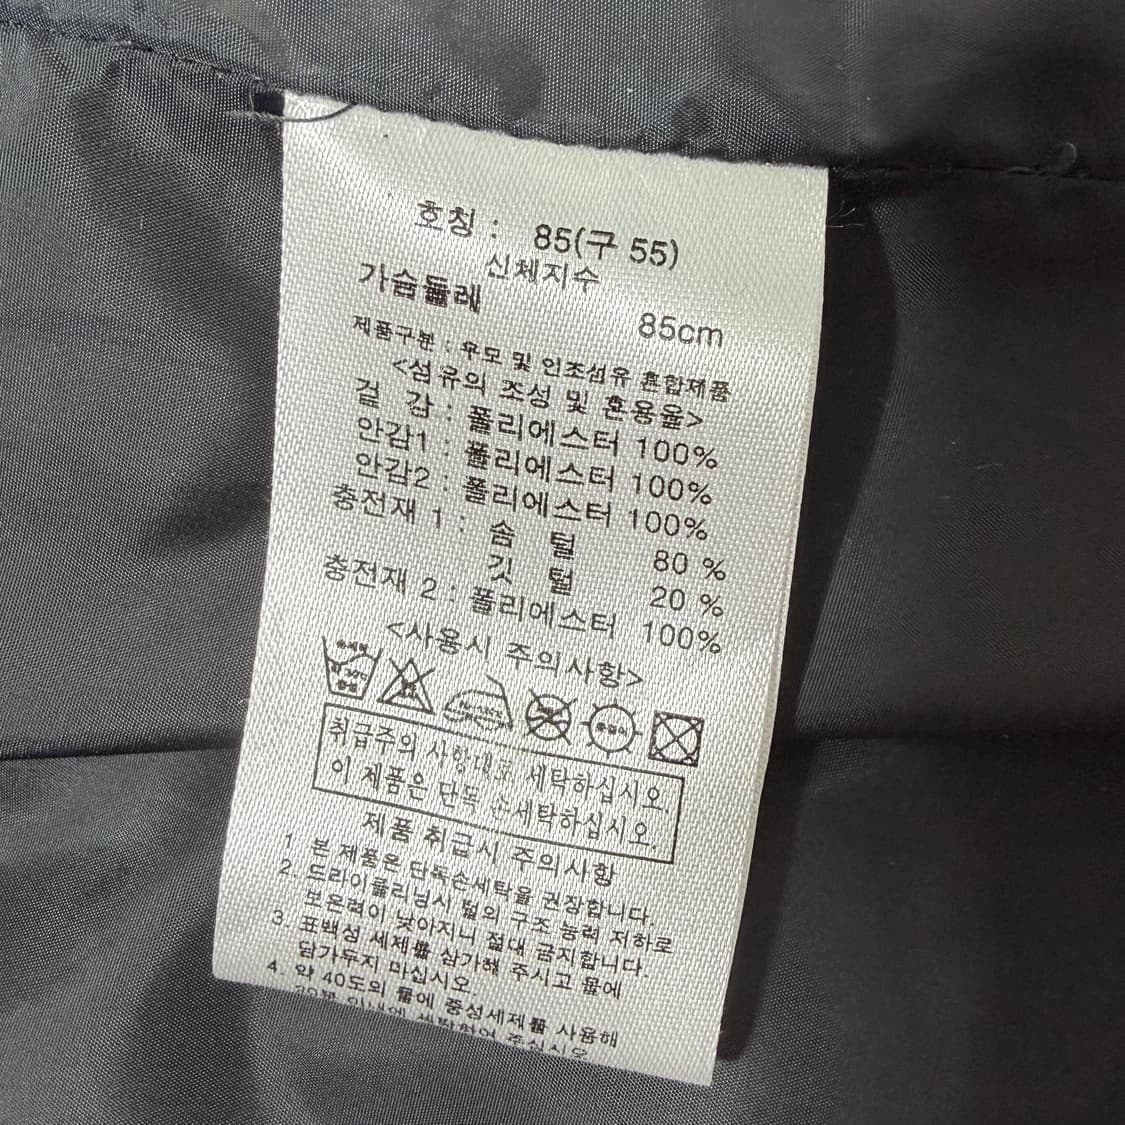 호칭 : 85(구 55)
신체지수
가슴둘레 85cm
제품구분 : 우모 및 인조섬유 혼합제품
<섬유의 조성 및 혼용율>
겉 감 : 폴리에스터 100%
안감1 : 폴리에스터 100%
안감2 : 폴리에스터 100%
충전재 1 : 솜 털 80 %
깃 털 20 %
충전재 2 : 폴리에스터 100%
<사용시 주의사항>
취급주의 사항대로 세탁하십시오.
이 제품은 단독 손세탁하십시오.
제품 취급시 주의사항
1 본 제품은 단독손세탁을 권장합니다.
2. 드라이클리닝시 털의 구조 능력 저하로
보온력이 낮아지니 절대 금지합니다.
3. 표백성 세제를 삼가해 주시고 물에
담가두지 마십시오
4. 약 40도의 물에 중성세제를 사용해